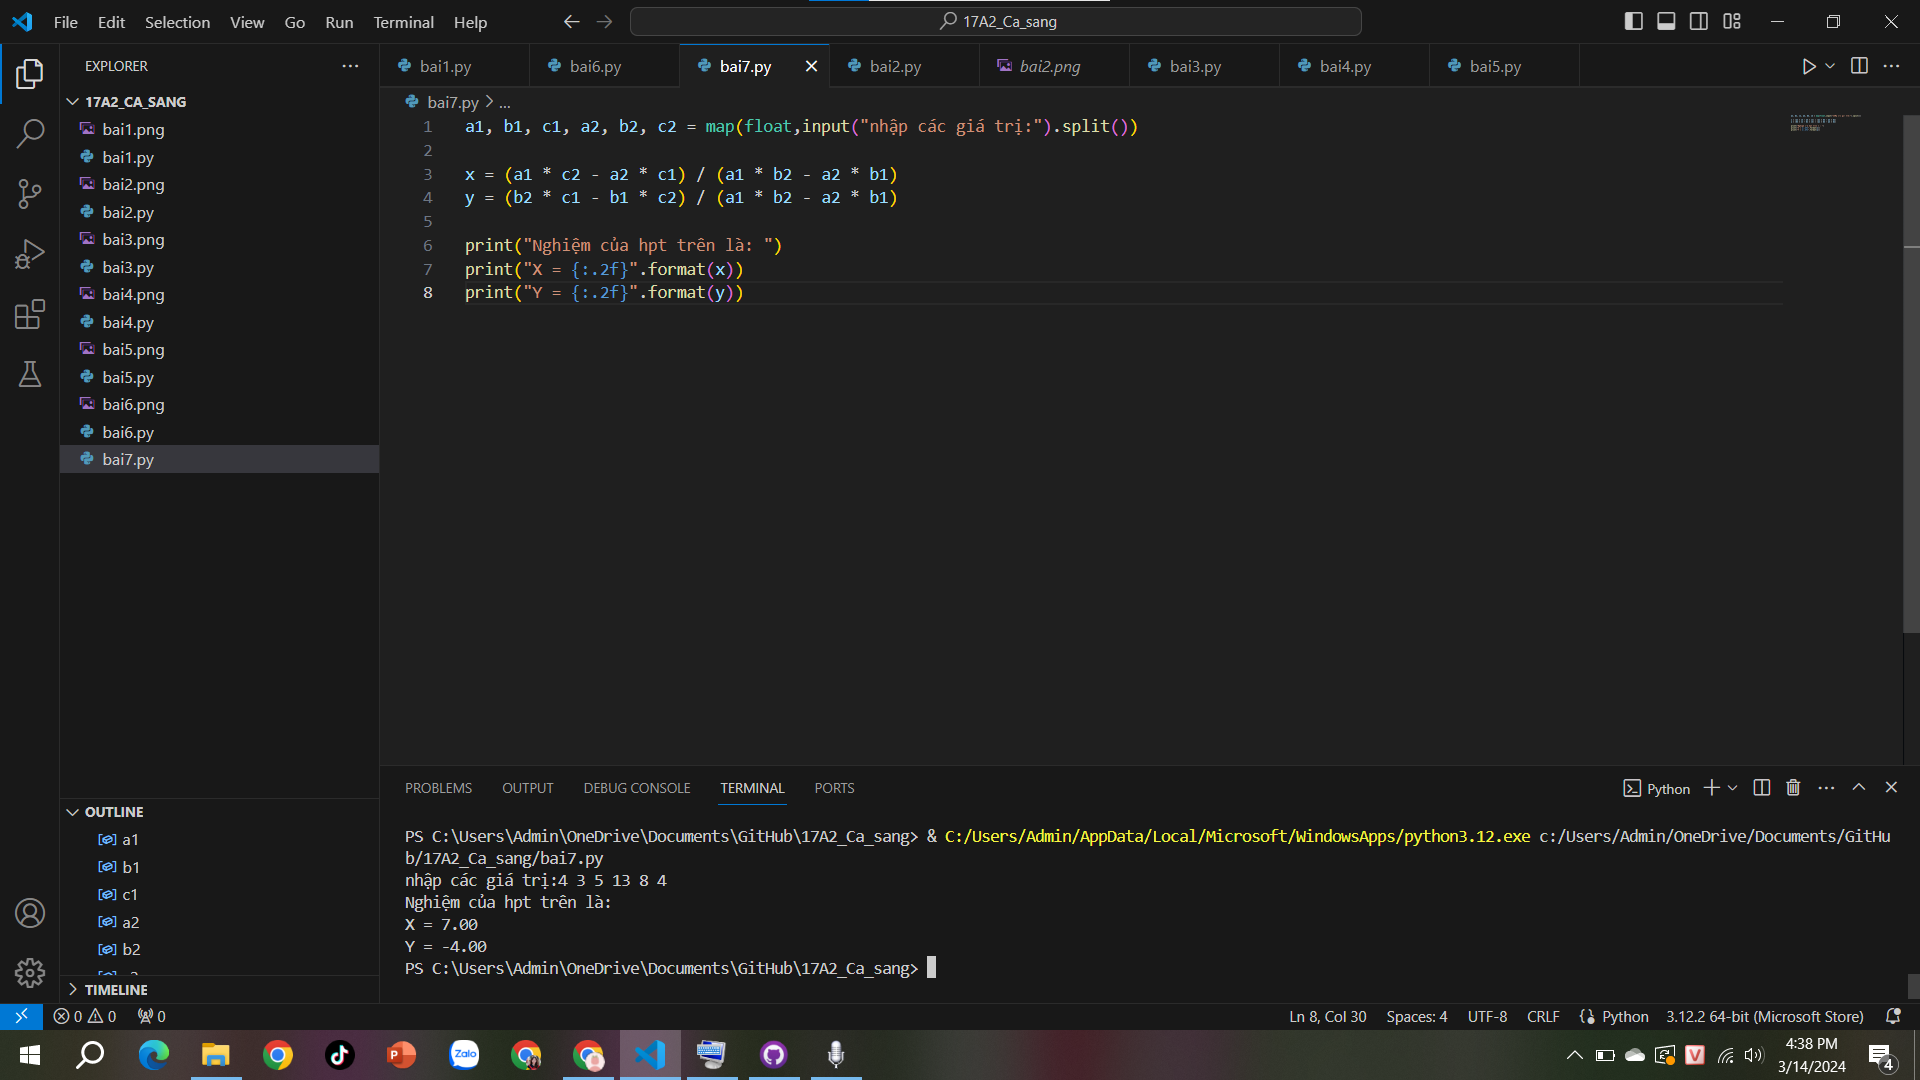 File Edit Selection View Go Run Terminal Help
17A2_Ca_sang
EXPLORER
17A2_CA_SANG
bai1.png
bai1.py
bai2.png
bai2.py
bai3.png
bai3.py
bai4.png
bai4.py
bai5.png
bai5.py
bai6.png
bai6.py
bai7.py
OUTLINE
a1
b1
c1
a2
b2
TIMELINE
bai1.py bai6.py bai7.py bai2.py bai2.png bai3.py bai4.py bai5.py
bai7.py > ...
1 a1, b1, c1, a2, b2, c2 = map(float,input("nhập các giá trị:").split())
2
3 x = (a1 * c2 - a2 * c1) / (a1 * b2 - a2 * b1)
4 y = (b2 * c1 - b1 * c2) / (a1 * b2 - a2 * b1)
5
6 print("Nghiệm của hpt trên là: ")
7 print("X = {:.2f}".format(x))
8 print("Y = {:.2f}".format(y))
PROBLEMS OUTPUT DEBUG CONSOLE TERMINAL PORTS
Python
PS C:\Users\Admin\OneDrive\Documents\GitHub\17A2_Ca_sang> & C:/Users/Admin/AppData/Local/Microsoft/WindowsApps/python3.12.exe c:/Users/Admin/OneDrive/Documents/GitHu
b/17A2_Ca_sang/bai7.py
nhập các giá trị:4 3 5 13 8 4
Nghiệm của hpt trên là:
X = 7.00
Y = -4.00
PS C:\Users\Admin\OneDrive\Documents\GitHub\17A2_Ca_sang>
0 0 0
Ln 8, Col 30 Spaces: 4 UTF-8 CRLF Python 3.12.2 64-bit (Microsoft Store)
Zalo
V
4:38 PM
3/14/2024
4